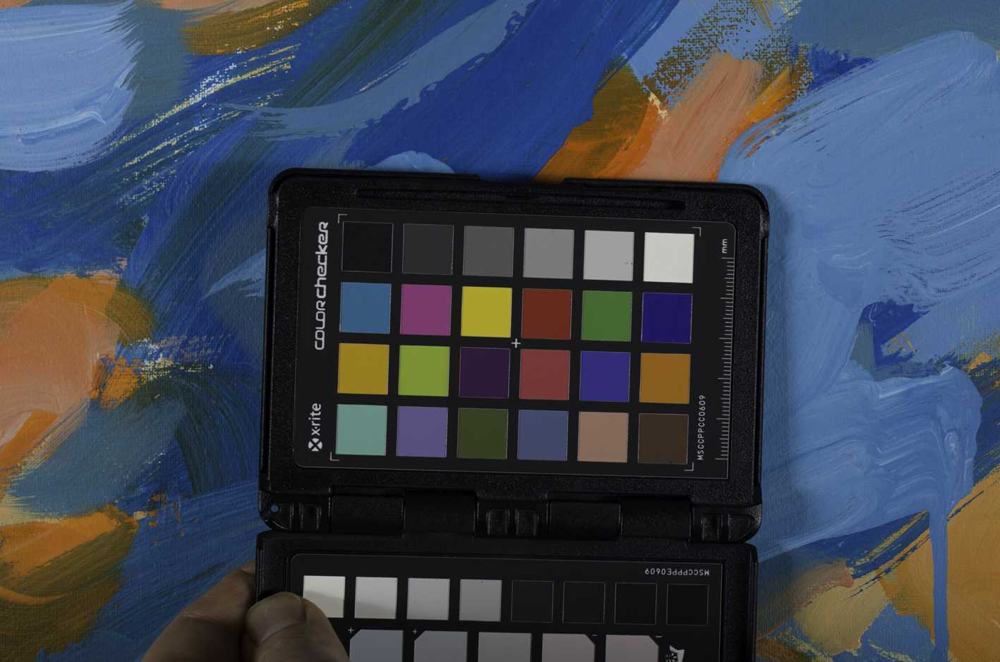 colorchecker
x-rite
mm
MSCCPPCC0609
MSCCPPPE0609